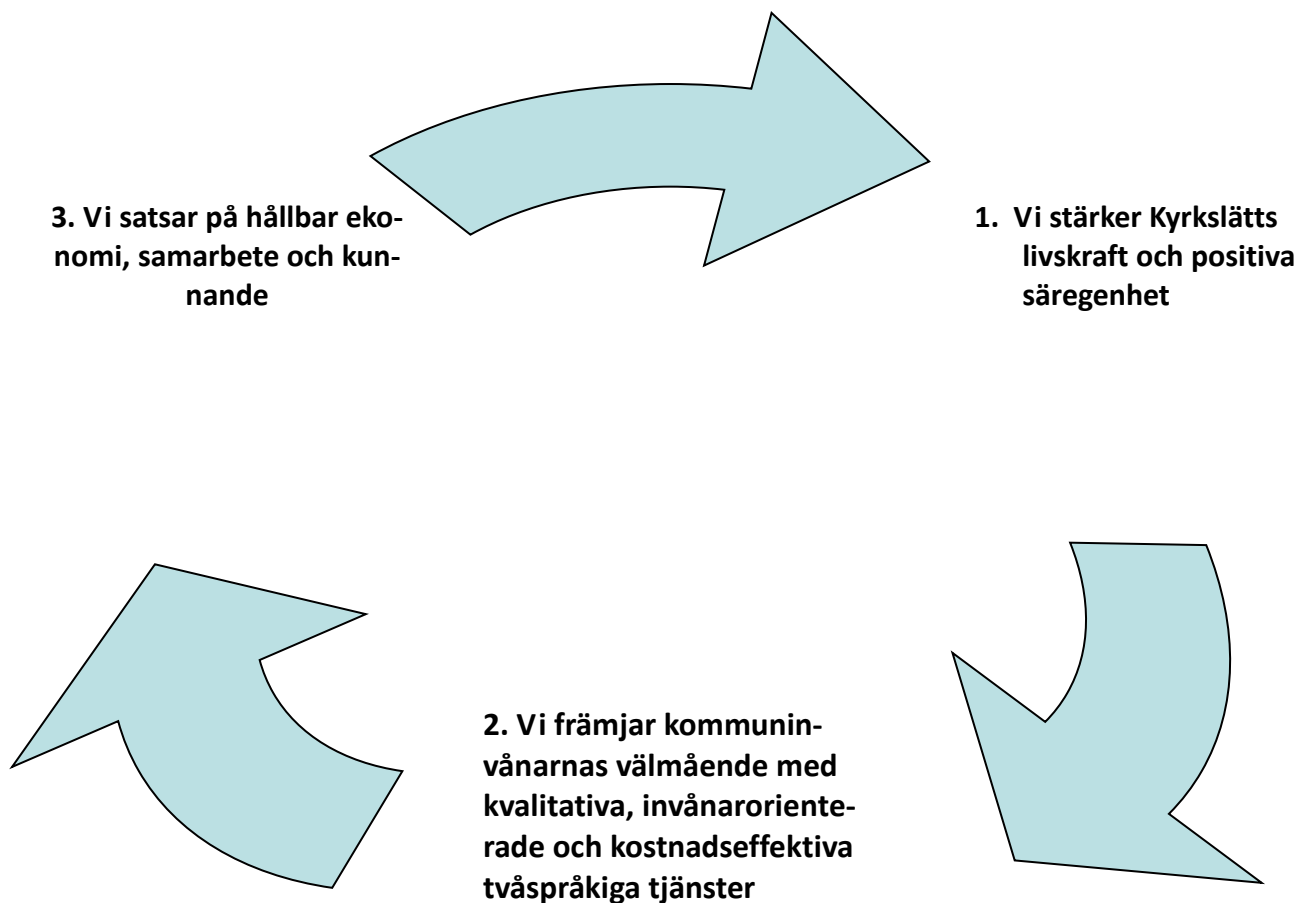 3. Vi satsar på hållbar eko-
nomi, samarbete och kun-
nande
1. Vi stärker Kyrkslätts
livskraft och positiva
säregenhet
2. Vi främjar kommunin-
vånarnas välmående med
kvalitativa, invånaroriente-
rade och kostnadseffektiva
tvåspråkiga tjänster